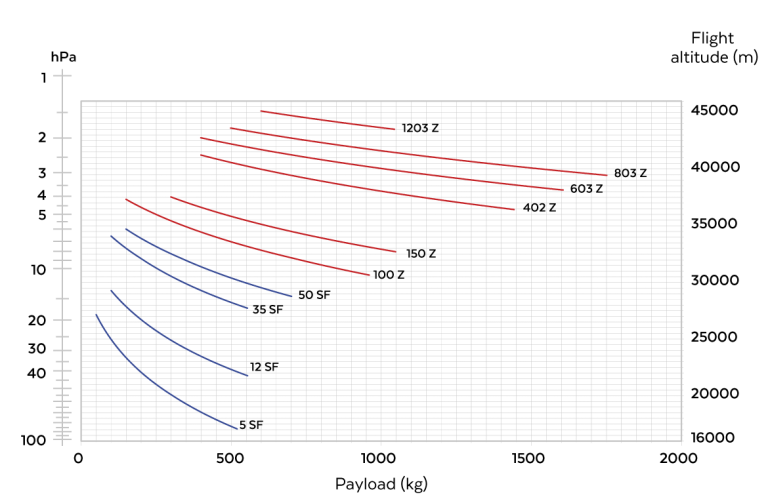 Flight
altitude (m)
hPa
1
2
3
4
5
10
20
30
40
100
45000
40000
35000
30000
25000
20000
16000
1203 Z
803 Z
603 Z
402 Z
150 Z
100 Z
50 SF
35 SF
12 SF
5 SF
0 500 1000 1500 2000
Payload (kg)